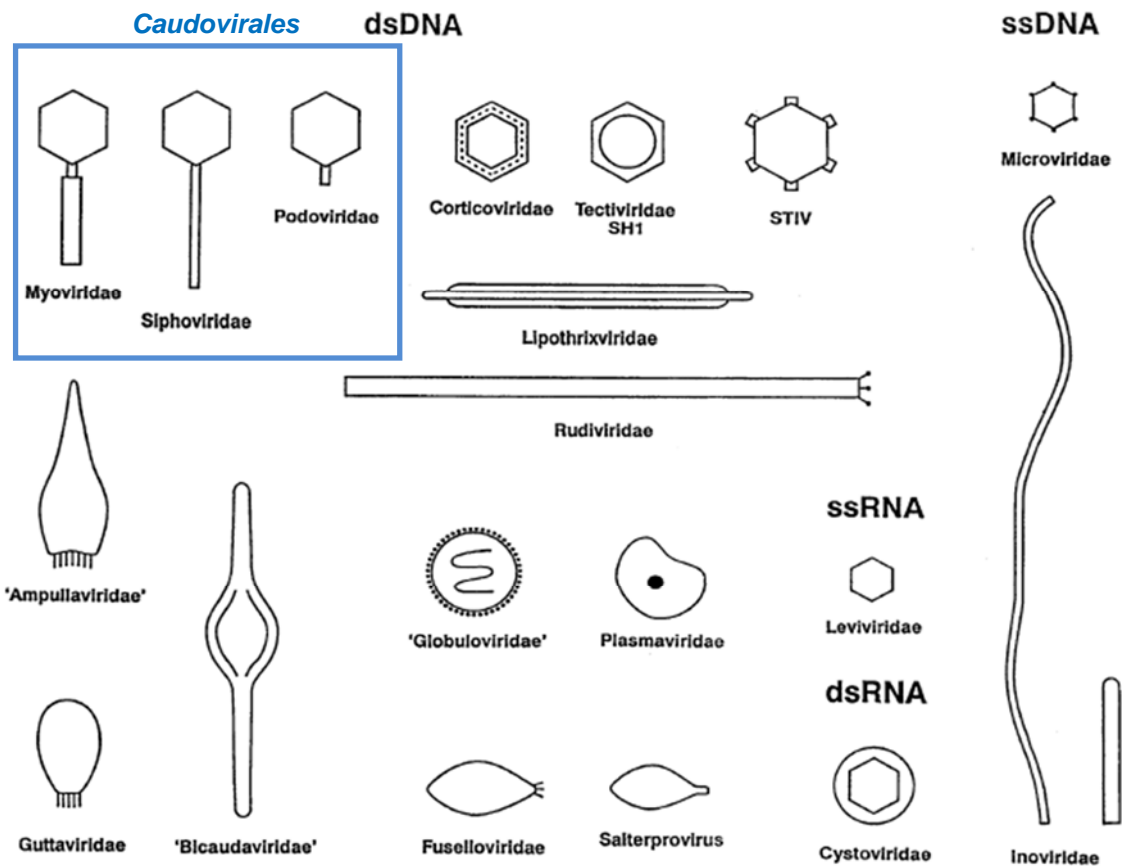 Caudovirales
dsDNA
ssDNA
Myoviridae
Siphoviridae
Podoviridae
Corticoviridae
Tectiviridae
SH1
STIV
Microviridae
Lipothrixviridae
Rudiviridae
'Ampullaviridae'
'Bicaudaviridae'
'Globuloviridae'
Plasmaviridae
ssRNA
Leviviridae
dsRNA
Guttaviridae
Fuselloviridae
Salterprovirus
Cystoviridae
Inoviridae